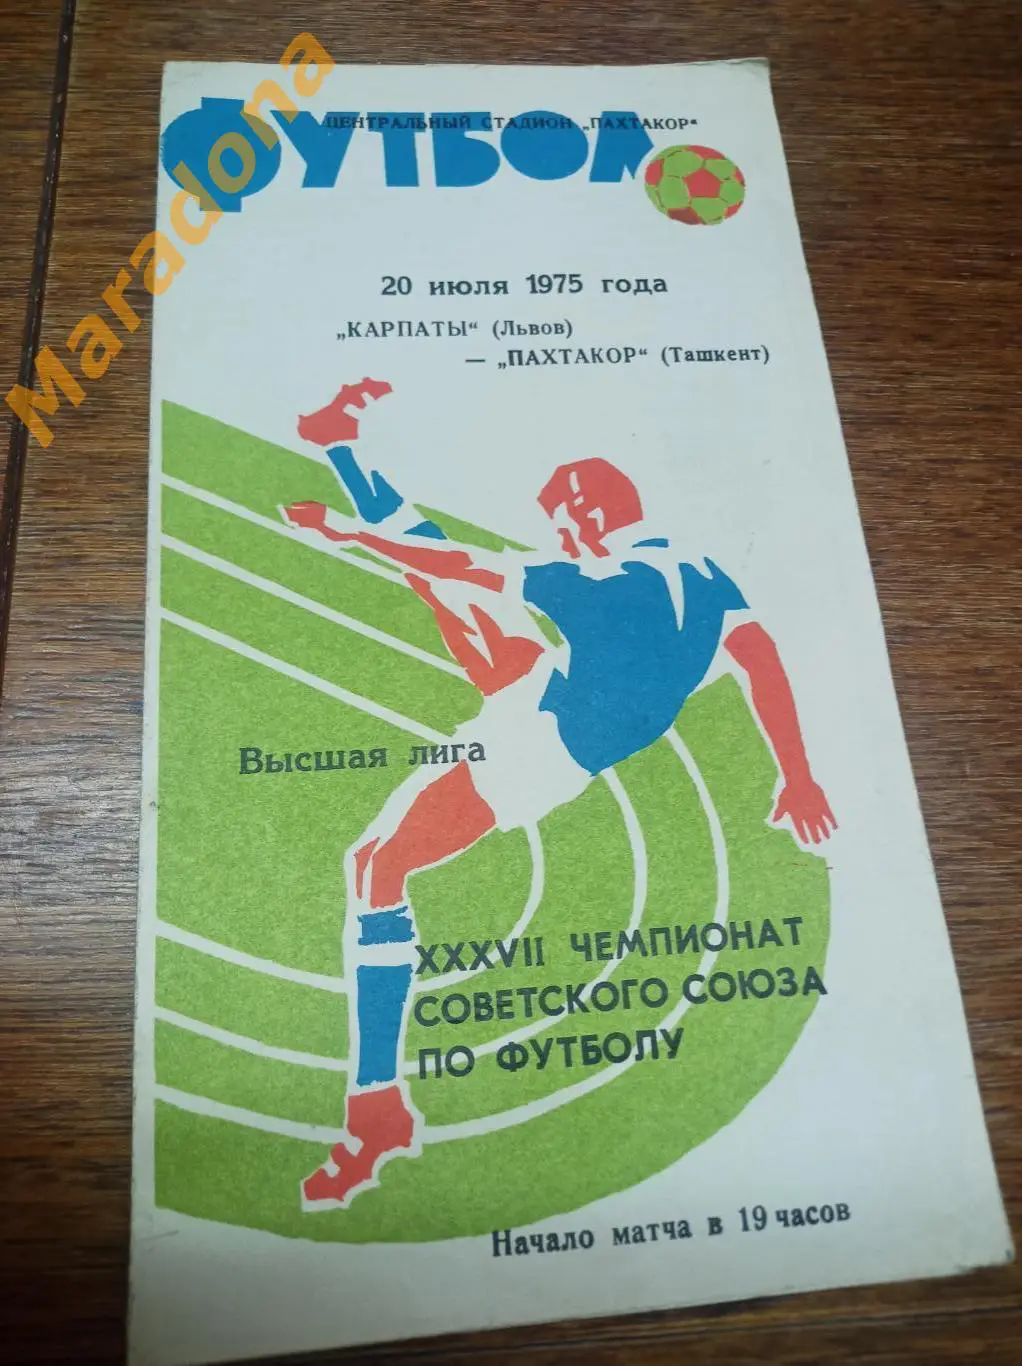 ФУТБОЛ
ЦЕНТРАЛЬНЫЙ СТАДИОН „ПАХТАКОР“
20 июля 1975 года
„КАРПАТЫ“ (Львов)
— „ПАХТАКОР“ (Ташкент)
Высшая лига
XXXVII ЧЕМПИОНАТ
СОВЕТСКОГО СОЮЗА
ПО ФУТБОЛУ
Начало матча в 19 часов
Maradona